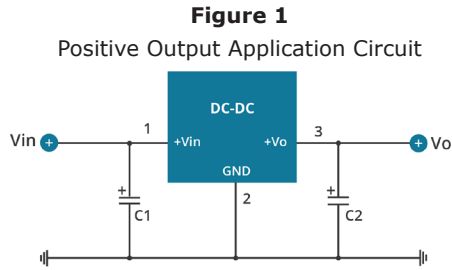 Figure 1
Positive Output Application Circuit
DC-DC
Vin + 1 +Vin +Vo 3 + Vo
GND
2
+ C1
+ C2